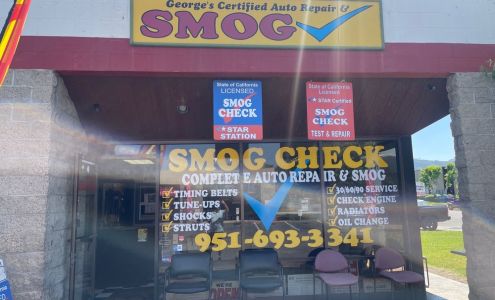 George's Certified Auto Repair &
SMOG
State of California
LICENSED
SMOG
CHECK
STAR
STATION
State of California
STAR Certified
SMOG
CHECK
TEST & REPAIR
SMOG CHECK
COMPLETE AUTO REPAIR & SMOG
TIMING BELTS
TUNE-UPS
SHOCKS
STRUTS
30/60/90 SERVICE
CHECK ENGINE
RADIATORS
OIL CHANGE
951-693-3341
WE'RE